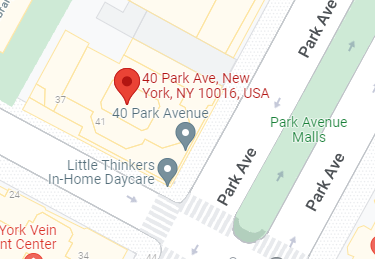 Park Ave
40 Park Ave, New
York, NY 10016, USA
37
40 Park Avenue
41
Park Avenue
Malls
Little Thinkers
In-Home Daycare
Park Ave
Park Ave
24
York Vein
nt Center
44